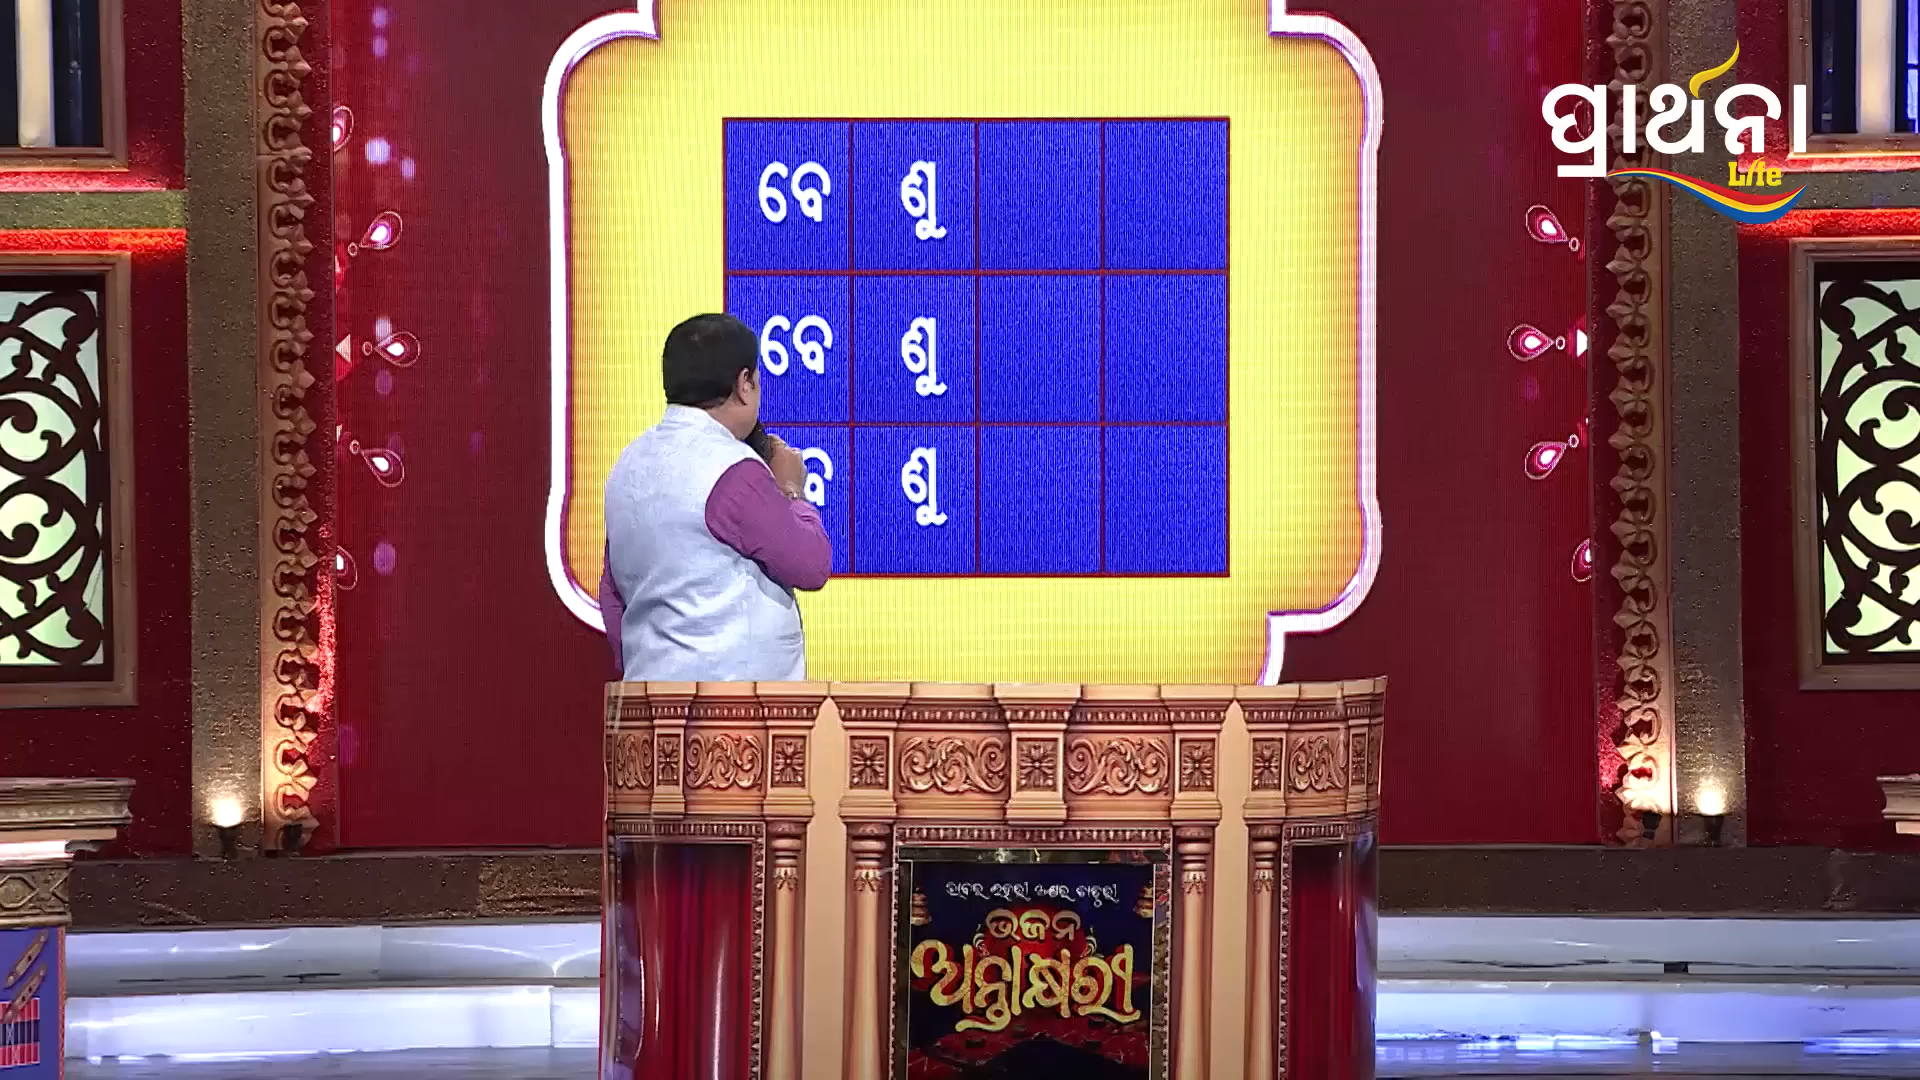 ପ୍ରାର୍ଥନା
Life
ବେ ଣୁ
ବେ ଣୁ
ବେ ଣୁ
ଭଜନ
ଅନ୍ତାକ୍ଷରୀ